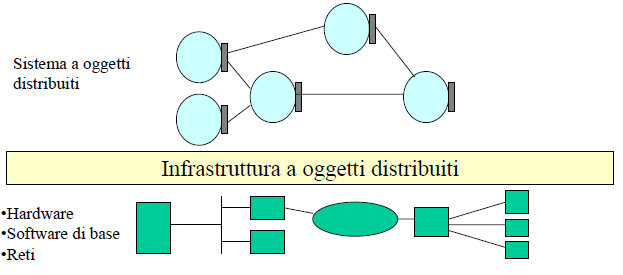 Sistema a oggetti
distribuiti
Infrastruttura a oggetti distribuiti
•Hardware
•Software di base
•Reti